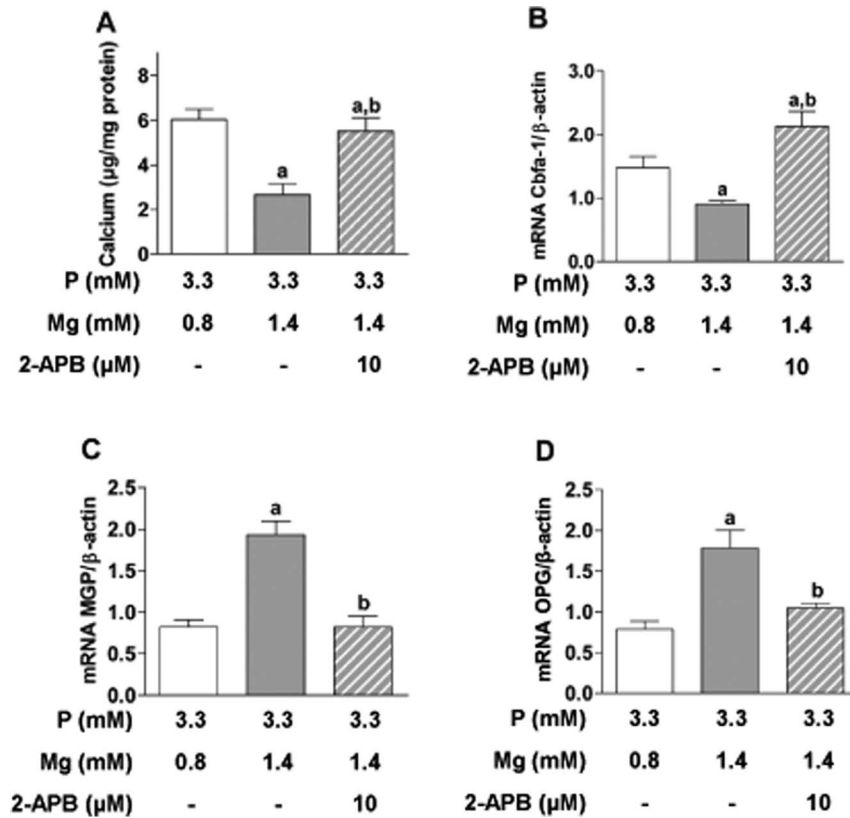 A
Calcium (µg/mg protein)
8
6
4
2
0
a
a,b
P (mM) 3.3 3.3 3.3
Mg (mM) 0.8 1.4 1.4
2-APB (µM) - - 10
B
mRNA Cbfa-1/β-actin
3.0
2.0
1.0
0.0
a
a,b
P (mM) 3.3 3.3 3.3
Mg (mM) 0.8 1.4 1.4
2-APB (µM) - - 10
C
mRNA MGP/β-actin
2.5
2.0
1.5
1.0
0.5
0.0
a
b
P (mM) 3.3 3.3 3.3
Mg (mM) 0.8 1.4 1.4
2-APB (µM) - - 10
D
mRNA OPG/β-actin
2.5
2.0
1.5
1.0
0.5
0.0
a
b
P (mM) 3.3 3.3 3.3
Mg (mM) 0.8 1.4 1.4
2-APB (µM) - - 10